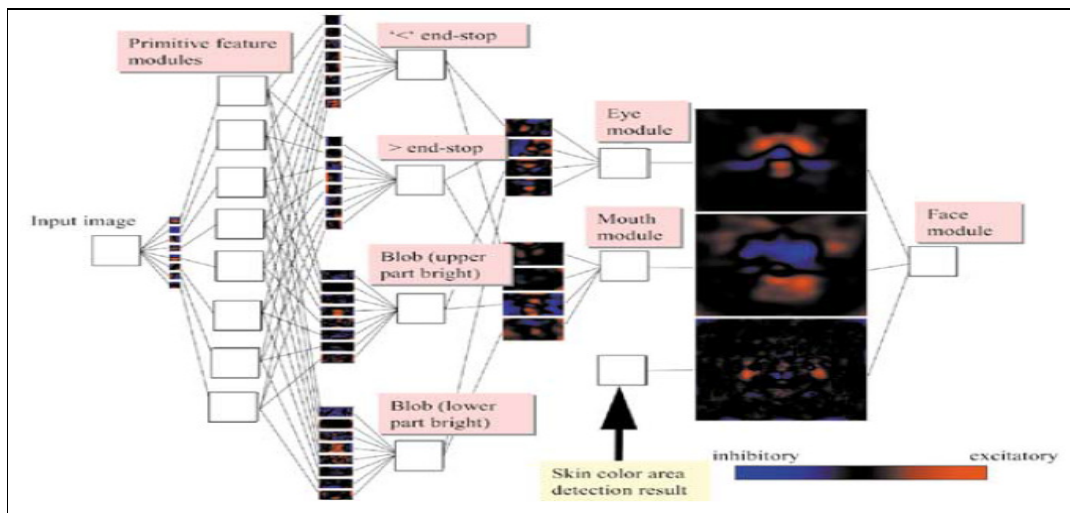 Primitive feature
modules
'<' end-stop
Eye
module
> end-stop
Input image
Mouth
module
Face
module
Blob (upper
part bright)
Blob (lower
part bright)
inhibitory
excitatory
Skin color area
detection result